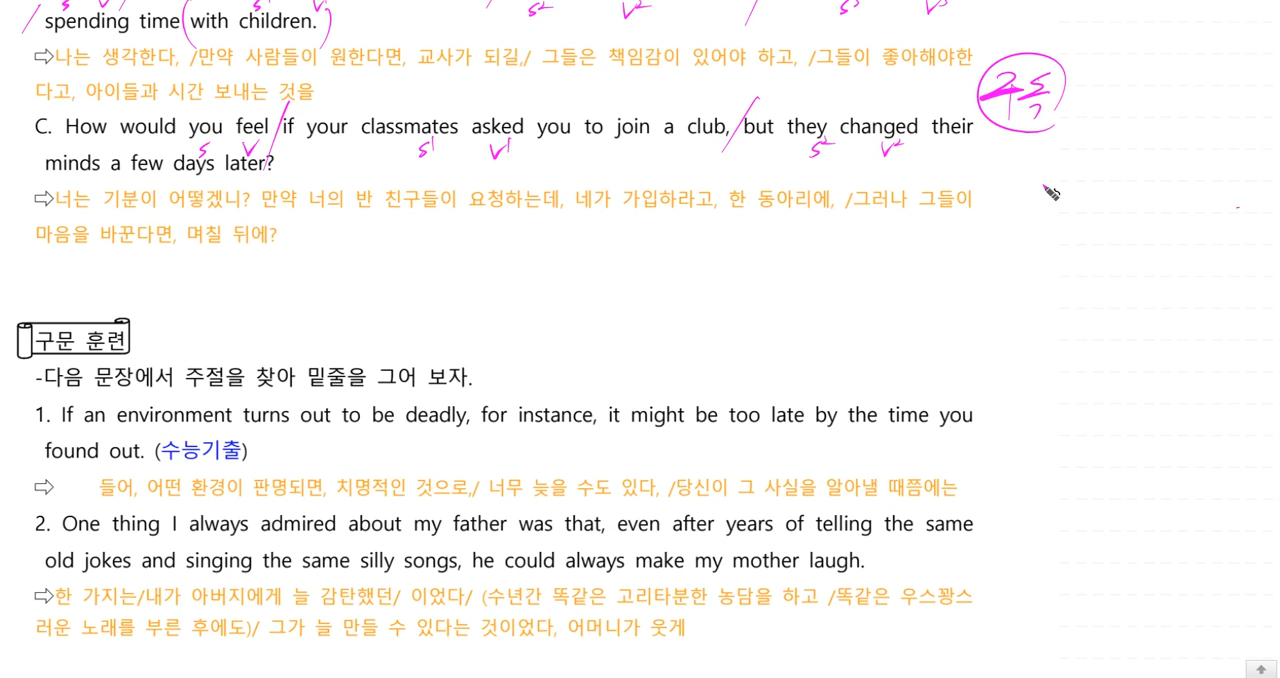 spending time (with children.)
⇨나는 생각한다, /만약 사람들이 원한다면, 교사가 되길,/ 그들은 책임감이 있어야 하고, /그들이 좋아해야한
다고, 아이들과 시간 보내는 것을
C. How would you feel if your classmates asked you to join a club, but they changed their
S V S1 V1 S2 V2
minds a few days later?
⇨너는 기분이 어떻겠니? 만약 너의 반 친구들이 요청하는데, 네가 가입하라고, 한 동아리에, /그러나 그들이
마음을 바꾼다면, 며칠 뒤에?
구문 훈련
-다음 문장에서 주절을 찾아 밑줄을 그어 보자.
1. If an environment turns out to be deadly, for instance, it might be too late by the time you
found out. (수능기출)
⇨ 들어, 어떤 환경이 판명되면, 치명적인 것으로,/ 너무 늦을 수도 있다, /당신이 그 사실을 알아낼 때쯤에는
2. One thing I always admired about my father was that, even after years of telling the same
old jokes and singing the same silly songs, he could always make my mother laugh.
⇨한 가지는/내가 아버지에게 늘 감탄했던/ 이었다/ (수년간 똑같은 고리타분한 농담을 하고 /똑같은 우스꽝스
러운 노래를 부른 후에도)/ 그가 늘 만들 수 있다는 것이었다, 어머니가 웃게